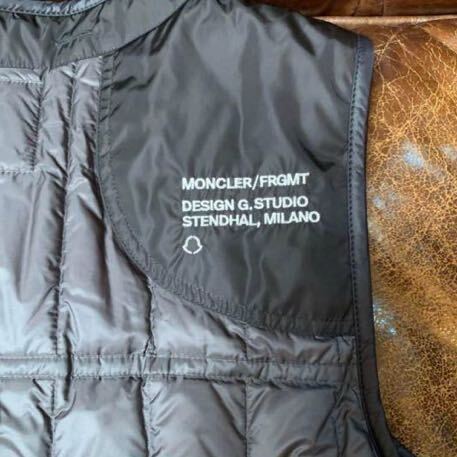 MONCLER/FRGMT
DESIGN G.STUDIO
STENDHAL, MILANO